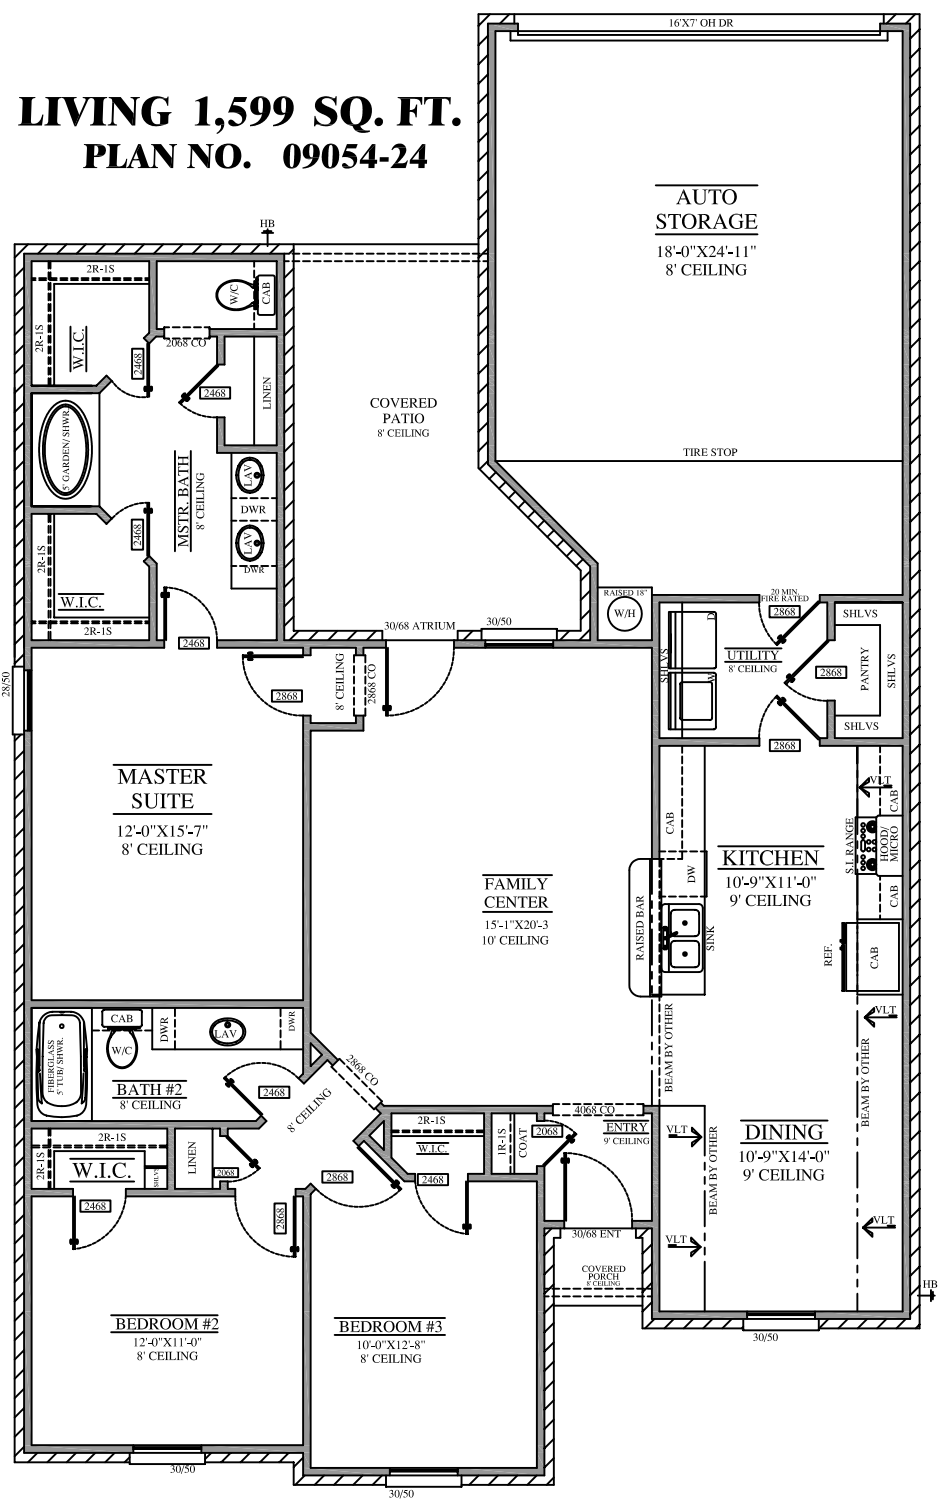 16'X7' OH DR
LIVING 1,599 SQ. FT.
PLAN NO. 09054-24
AUTO
STORAGE
18'-0"X24'-11"
8' CEILING
HB
2R-1S
2R-1S
W.I.C.
W/C
CAB
2068 CO
2468
2468
LINEN
COVERED
PATIO
8' CEILING
5' GARDEN/ SHWR.
TIRE STOP
MSTR. BATH
8' CEILING
LAV
DWR
LAV
DWR
2468
2R-1S
W.I.C.
2R-1S
2468
30/68 ATRIUM
30/50
RAISED 18"
W/H
20 MIN.
FIRE RATED
2868
D
SHLVS
UTILITY
8' CEILING
W
SHLVS
PANTRY
SHLVS
2868
SHLVS
2868
28/50
2868
8' CEILING
2868 CO
MASTER
SUITE
12'-0"X15'-7"
8' CEILING
VLT
CAB
CAB
S.I. RANGE
HOOD/
MICRO
KITCHEN
10'-9"X11'-0"
9' CEILING
DW
CAB
FAMILY
CENTER
15'-1"X20'-3
10' CEILING
RAISED BAR
SINK
REF.
CAB
FIBERGLASS
5' TUB/ SHWR.
CAB
W/C
DWR
LAV
DWR
VLT
BEAM BY OTHER
BEAM BY OTHER
2868 CO
BATH #2
8' CEILING
2468
8' CEILING
4068 CO
2R-1S
2R-1S
W.I.C.
SHLVS
LINEN
2068
2R-1S
W.I.C.
1R-1S
COAT
2068
ENTRY
9' CEILING
VLT
BEAM BY OTHER
DINING
10'-9"X14'-0"
9' CEILING
2468
2868
2868
2468
VLT
VLT
30/68 ENT
COVERED
PORCH
8' CEILING
HB
BEDROOM #2
12'-0"X11'-0"
8' CEILING
BEDROOM #3
10'-0"X12'-8"
8' CEILING
30/50
30/50
30/50